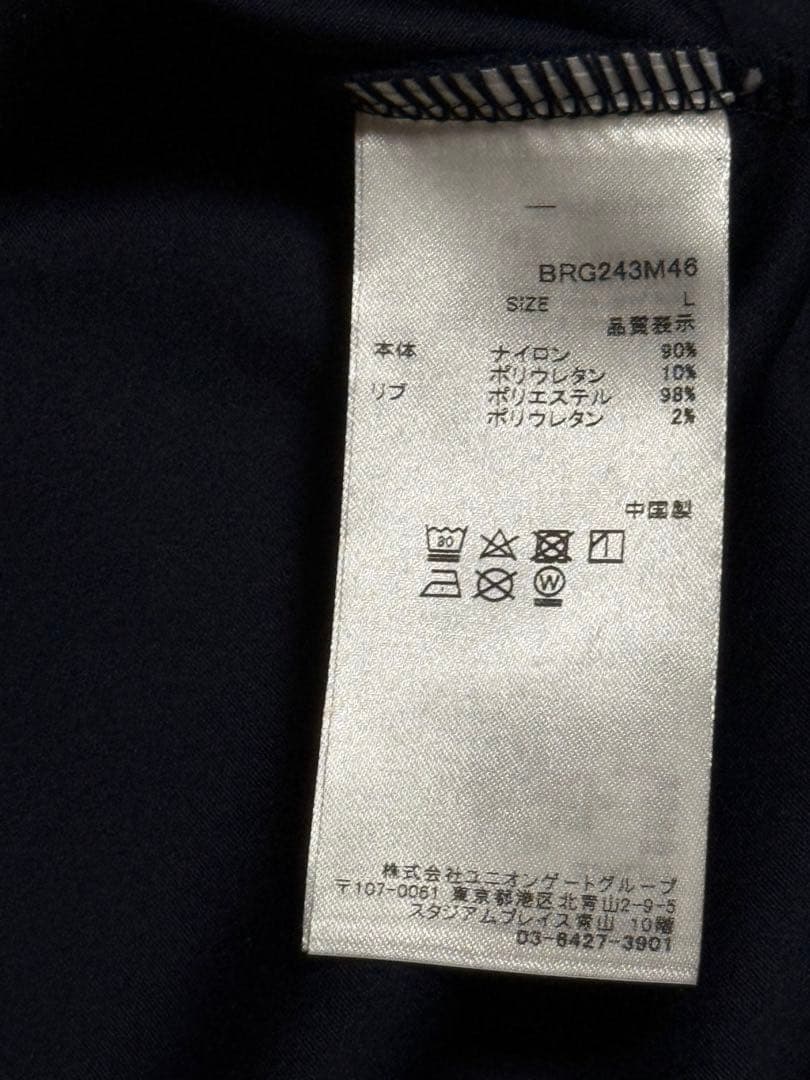 BRG243M46
SIZE L
品質表示
本体 ナイロン 90%
ポリウレタン 10%
リブ ポリエステル 98%
ポリウレタン 2%
中国製
30
W
株式会社ユニオンゲートグループ
〒107-0061 東京都港区北青山2-9-5
スタジアムプレイス青山 10階
03-6427-3901